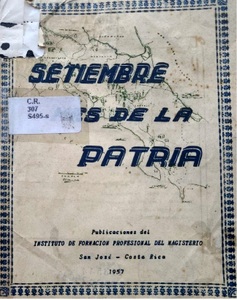 SETIEMBRE
C.R.
307
S495-s
S DE LA
PATRIA
Publicaciones del
INSTITUTO DE FORMACION PROFESIONAL DEL MAGISTERIO
San José - Costa Rica
1957